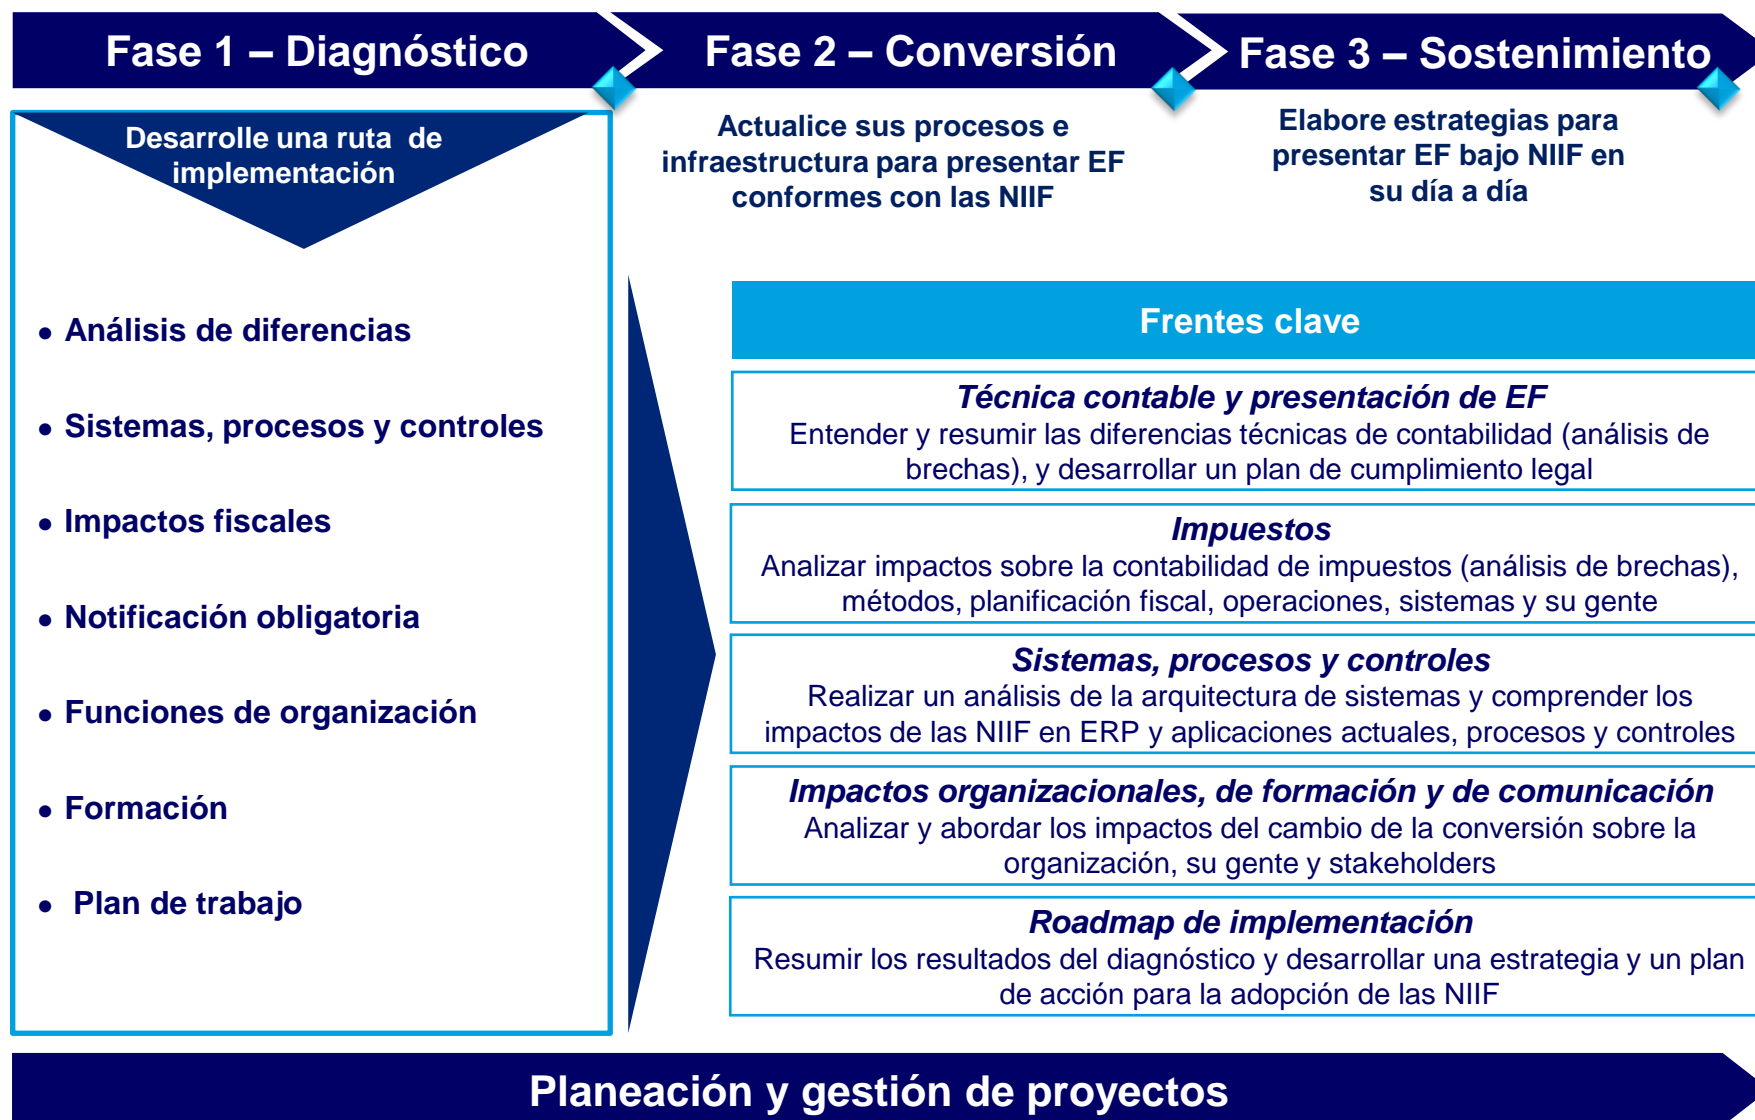 Fase 1 – Diagnóstico
Fase 2 – Conversión
Fase 3 – Sostenimiento
Desarrolle una ruta de
implementación
Actualice sus procesos e
infraestructura para presentar EF
conformes con las NIIF
Elabore estrategias para
presentar EF bajo NIIF en
su día a día
● Análisis de diferencias
● Sistemas, procesos y controles
● Impactos fiscales
● Notificación obligatoria
● Funciones de organización
● Formación
● Plan de trabajo
Frentes clave
Técnica contable y presentación de EF
Entender y resumir las diferencias técnicas de contabilidad (análisis de
brechas), y desarrollar un plan de cumplimiento legal
Impuestos
Analizar impactos sobre la contabilidad de impuestos (análisis de brechas),
métodos, planificación fiscal, operaciones, sistemas y su gente
Sistemas, procesos y controles
Realizar un análisis de la arquitectura de sistemas y comprender los
impactos de las NIIF en ERP y aplicaciones actuales, procesos y controles
Impactos organizacionales, de formación y de comunicación
Analizar y abordar los impactos del cambio de la conversión sobre la
organización, su gente y stakeholders
Roadmap de implementación
Resumir los resultados del diagnóstico y desarrollar una estrategia y un plan
de acción para la adopción de las NIIF
Planeación y gestión de proyectos